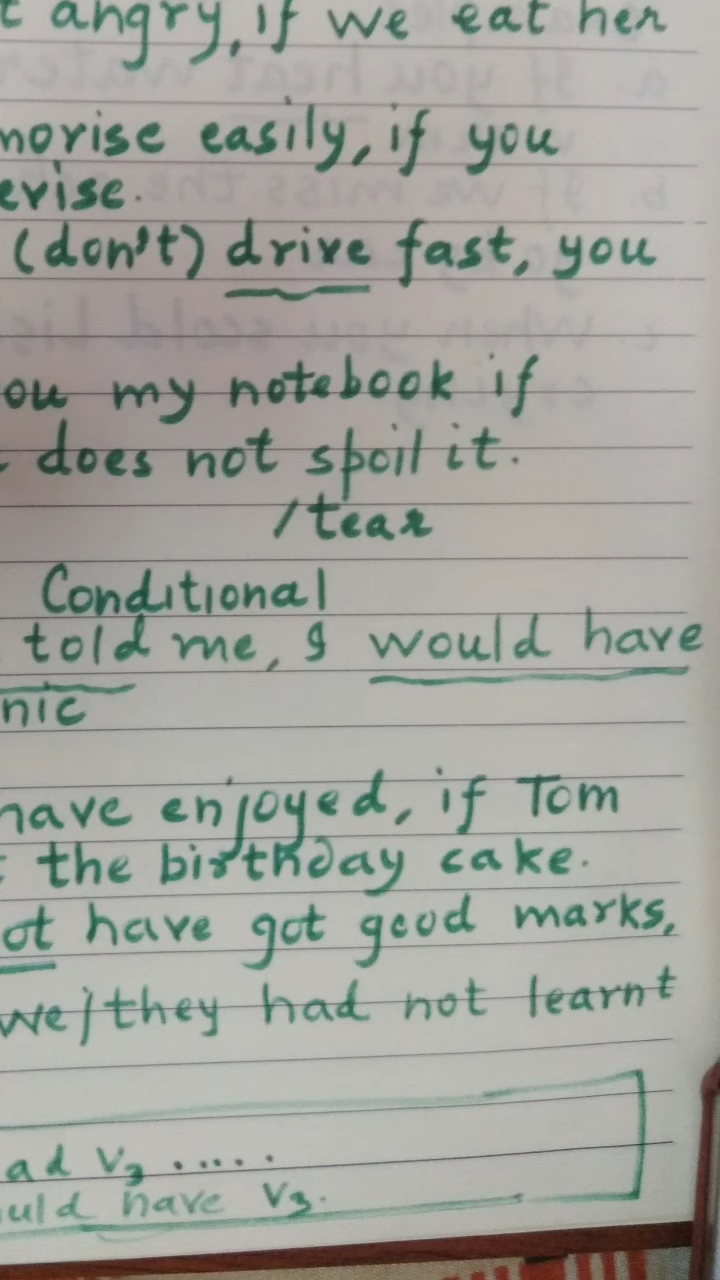 angry, if we eat her
morise easily, if you
evise.
(don't) drive fast, you
ou my notebook if
does not spoil it.
/tear
Conditional
told me, I would have
nic
have enjoyed, if Tom
the birthday cake.
ot have got good marks,
we/they had not learnt
ad V3 .....
ould have V3.